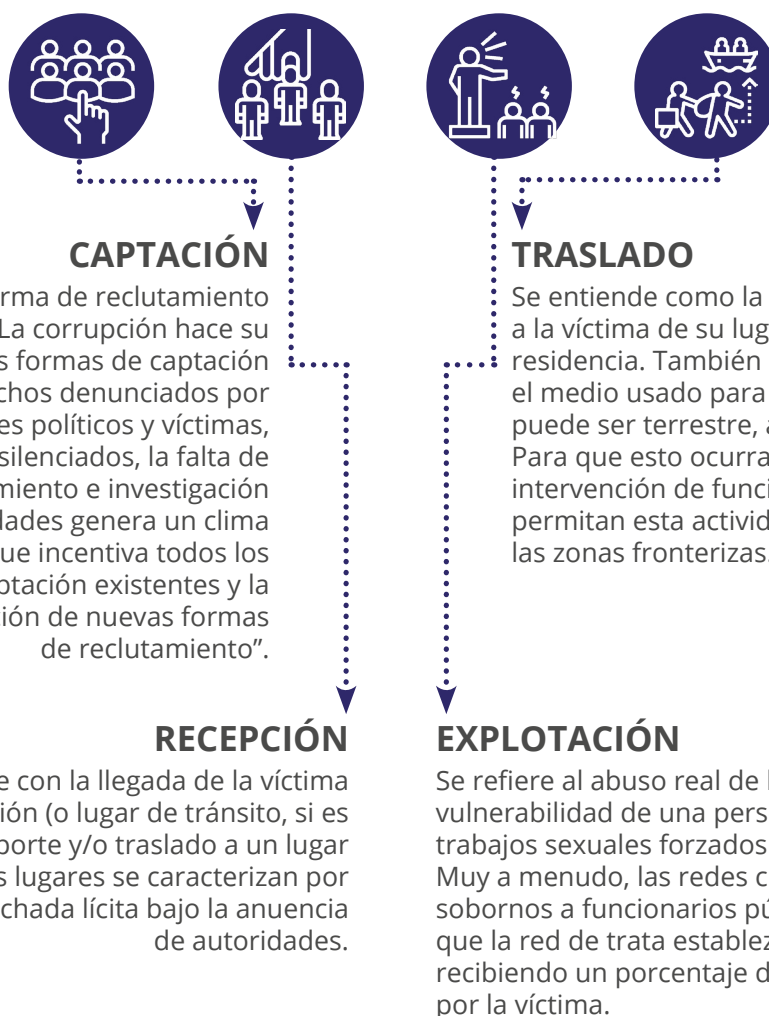 CAPTACIÓN
rma de reclutamiento
La corrupción hace su
s formas de captación
chos denunciados por
es políticos y víctimas,
silenciados, la falta de
miento e investigación
dades genera un clima
ue incentiva todos los
ptación existentes y la
ción de nuevas formas
de reclutamiento”.
TRASLADO
Se entiende como la
a la víctima de su lug
residencia. También
el medio usado para
puede ser terrestre, a
Para que esto ocurra
intervención de funci
permitan esta activid
las zonas fronterizas.
RECEPCIÓN
e con la llegada de la víctima
ión (o lugar de tránsito, si es
porte y/o traslado a un lugar
s lugares se caracterizan por
chada lícita bajo la anuencia
de autoridades.
EXPLOTACIÓN
Se refiere al abuso real de l
vulnerabilidad de una pers
trabajos sexuales forzados
Muy a menudo, las redes c
sobornos a funcionarios pú
que la red de trata establez
recibiendo un porcentaje d
por la víctima.